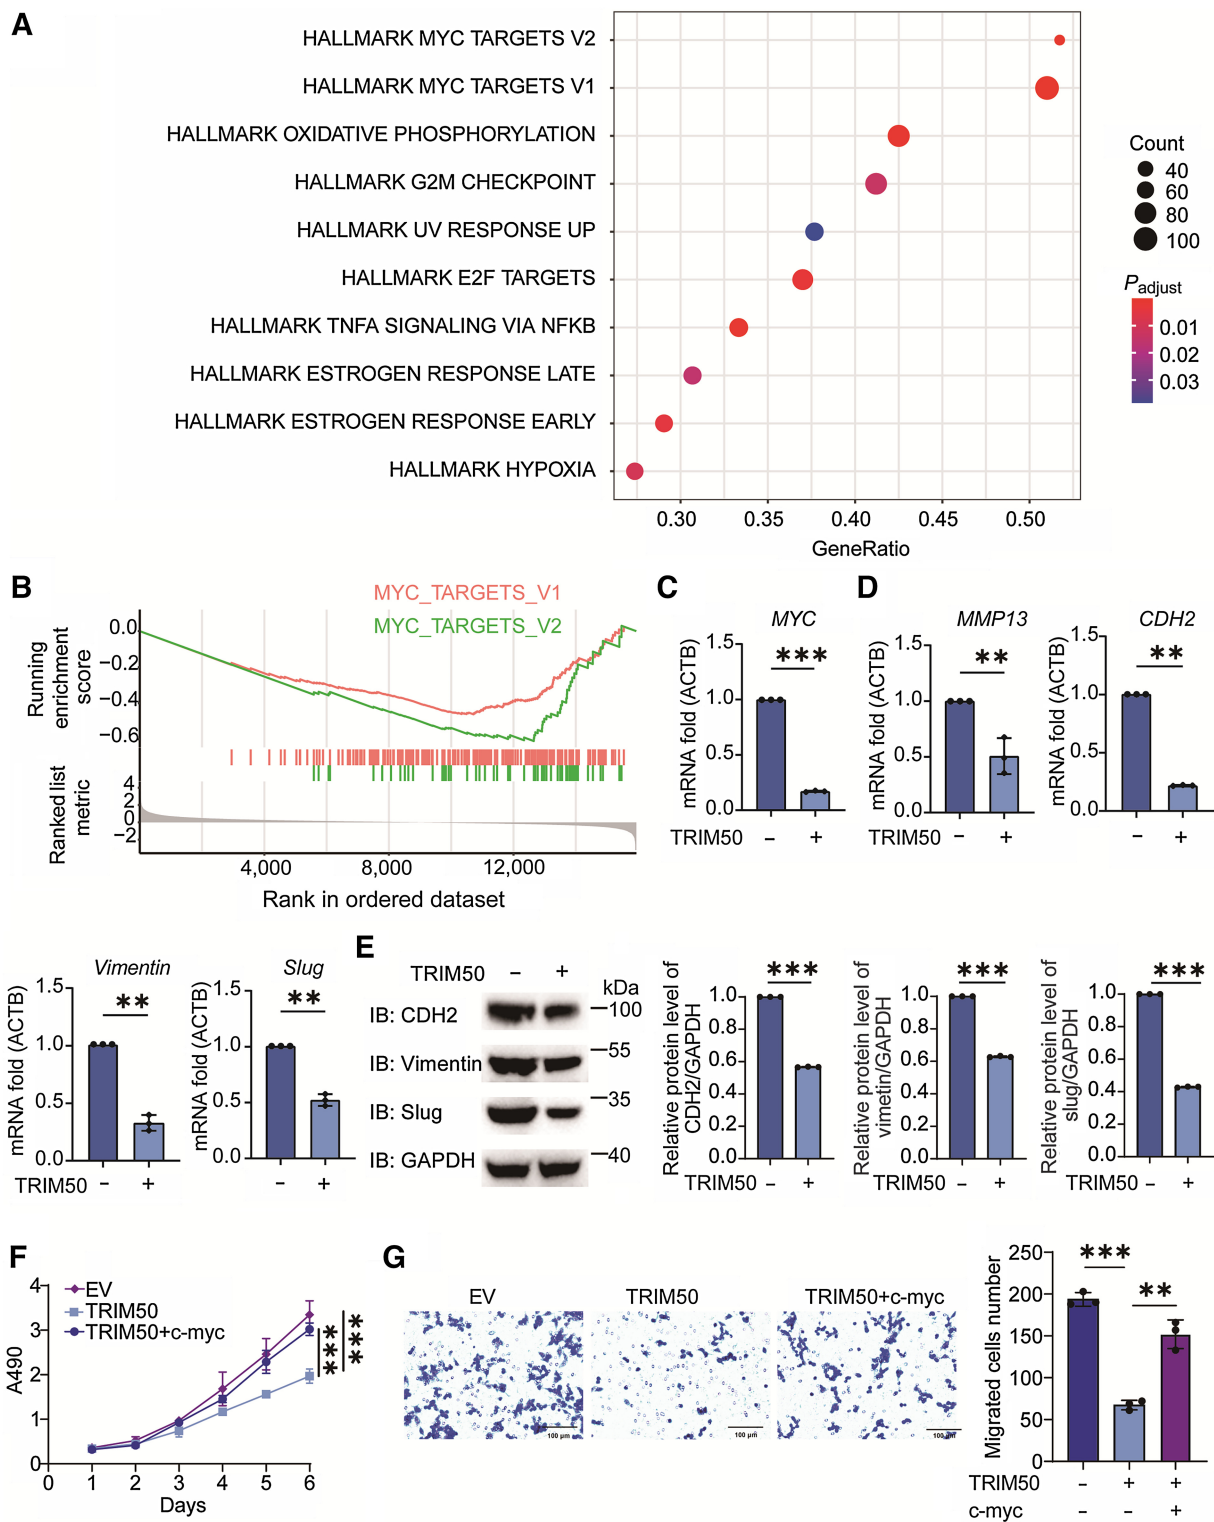 A
HALLMARK MYC TARGETS V2
HALLMARK MYC TARGETS V1
HALLMARK OXIDATIVE PHOSPHORYLATION
HALLMARK G2M CHECKPOINT
HALLMARK UV RESPONSE UP
HALLMARK E2F TARGETS
HALLMARK TNFA SIGNALING VIA NFKB
HALLMARK ESTROGEN RESPONSE LATE
HALLMARK ESTROGEN RESPONSE EARLY
HALLMARK HYPOXIA
0.30 0.35 0.40 0.45 0.50
GeneRatio
Count
40
60
80
100
Padjust
0.01
0.02
0.03
B
MYC_TARGETS_V1
MYC_TARGETS_V2
Running
enrichment
score
0.0
−0.2
−0.4
−0.6
Ranked list
metric
4
2
0
−2
4,000 8,000 12,000
Rank in ordered dataset
C
MYC
***
mRNA fold (ACTB)
1.5
1.0
0.5
0.0
TRIM50 − +
D
MMP13
**
mRNA fold (ACTB)
1.5
1.0
0.5
0.0
TRIM50 − +
CDH2
**
mRNA fold (ACTB)
1.5
1.0
0.5
0.0
− +
Vimentin
**
mRNA fold (ACTB)
1.5
1.0
0.5
0.0
TRIM50 − +
Slug
**
mRNA fold (ACTB)
1.5
1.0
0.5
0.0
− +
E
TRIM50 − +
kDa
IB: CDH2
100
IB: Vimentin
55
IB: Slug
35
IB: GAPDH
40
***
Relative protein level of
CDH2/GAPDH
1.0
0.8
0.6
0.4
0.2
0.0
TRIM50 − +
***
Relative protein level of
vimetin/GAPDH
1.0
0.8
0.6
0.4
0.2
0.0
TRIM50 − +
***
Relative protein level of
slug/GAPDH
1.0
0.8
0.6
0.4
0.2
0.0
TRIM50 − +
F
EV
TRIM50
TRIM50+c-myc
A490
4
3
2
1
0
0 1 2 3 4 5 6
Days
***
***
G
EV
TRIM50
TRIM50+c-myc
100 µm
100 µm
100 µm
***
**
Migrated cells number
250
200
150
100
50
0
TRIM50 − + +
c-myc − − +